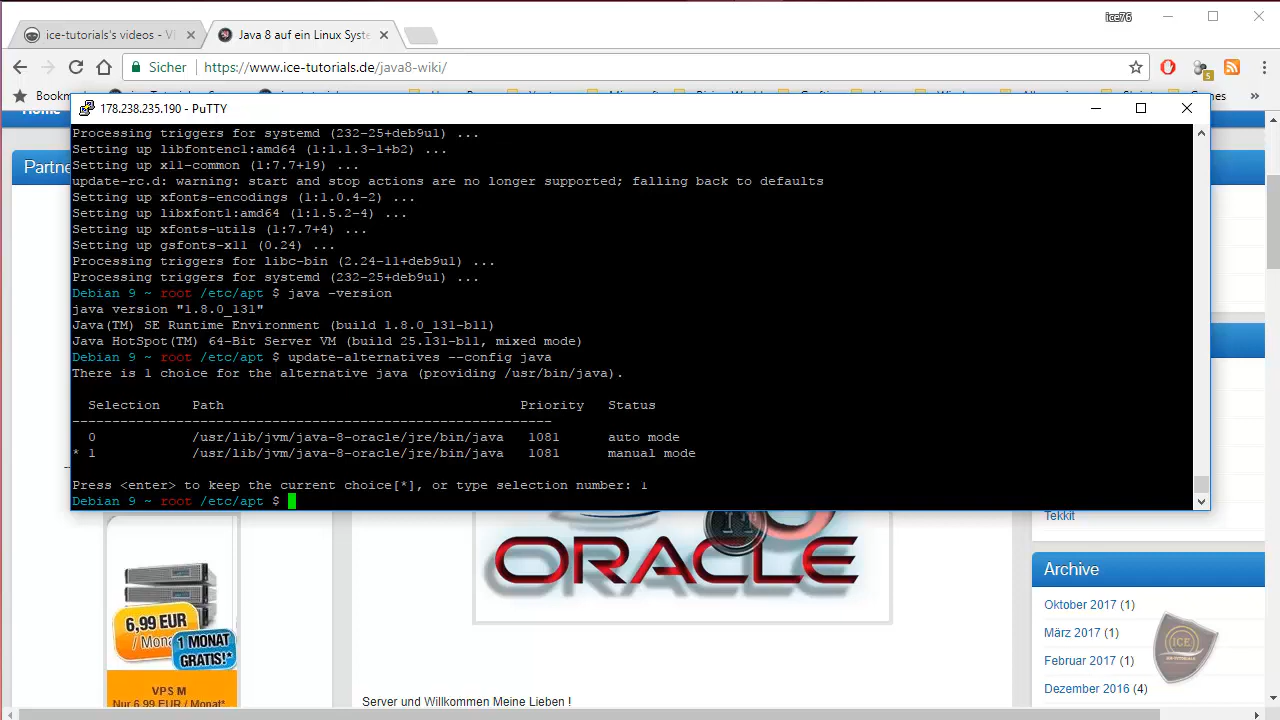 ice76
ice-tutorials's videos - Vi
Java 8 auf ein Linux Syste
Sicher
https://www.ice-tutorials.de/java8-wiki/
178.238.235.190 - PuTTY
Partne
Processing triggers for systemd (232-25+deb9u1) ...
Setting up libfontenc1:amd64 (1:1.1.3-1+b2) ...
Setting up x11-common (1:7.7+19) ...
update-rc.d: warning: start and stop actions are no longer supported; falling back to defaults
Setting up xfonts-encodings (1:1.0.4-2) ...
Setting up libxfont1:amd64 (1:1.5.2-4) ...
Setting up xfonts-utils (1:7.7+4) ...
Setting up gsfonts-x11 (0.24) ...
Processing triggers for libc-bin (2.24-11+deb9u1) ...
Processing triggers for systemd (232-25+deb9u1) ...
Debian 9 ~ root /etc/apt $ java -version
java version "1.8.0_131"
Java(TM) SE Runtime Environment (build 1.8.0_131-b11)
Java HotSpot(TM) 64-Bit Server VM (build 25.131-b11, mixed mode)
Debian 9 ~ root /etc/apt $ update-alternatives --config java
There is 1 choice for the alternative java (providing /usr/bin/java).
Selection Path Priority Status
------------------------------------------------------------
0 /usr/lib/jvm/java-8-oracle/jre/bin/java 1081 auto mode
* 1 /usr/lib/jvm/java-8-oracle/jre/bin/java 1081 manual mode
Press <enter> to keep the current choice[*], or type selection number: 1
Debian 9 ~ root /etc/apt $
Tekkit
ORACLE
Archive
Oktober 2017 (1)
März 2017 (1)
Februar 2017 (1)
Dezember 2016 (4)
ICE
6,99 EUR
/ Monat*
1 MONAT
GRATIS!*
VPS M
Nur 6,99 EUR / Monat*
Server und Willkommen Meine Lieben !